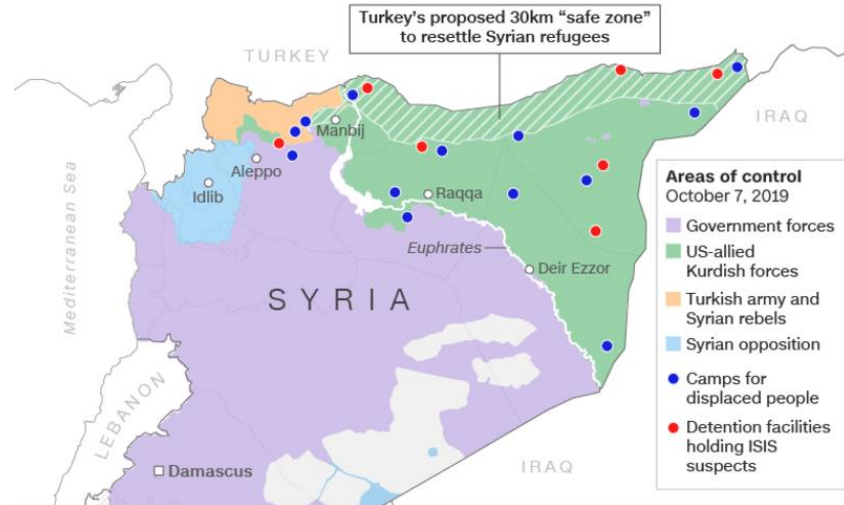 Turkey's proposed 30km “safe zone”
to resettle Syrian refugees
TURKEY
IRAQ
Manbij
Aleppo
Idlib
Raqqa
Mediterranean Sea
Euphrates
Deir Ezzor
SYRIA
LEBANON
IRAQ
Damascus
Areas of control
October 7, 2019
Government forces
US-allied
Kurdish forces
Turkish army and
Syrian rebels
Syrian opposition
Camps for
displaced people
Detention facilities
holding ISIS
suspects